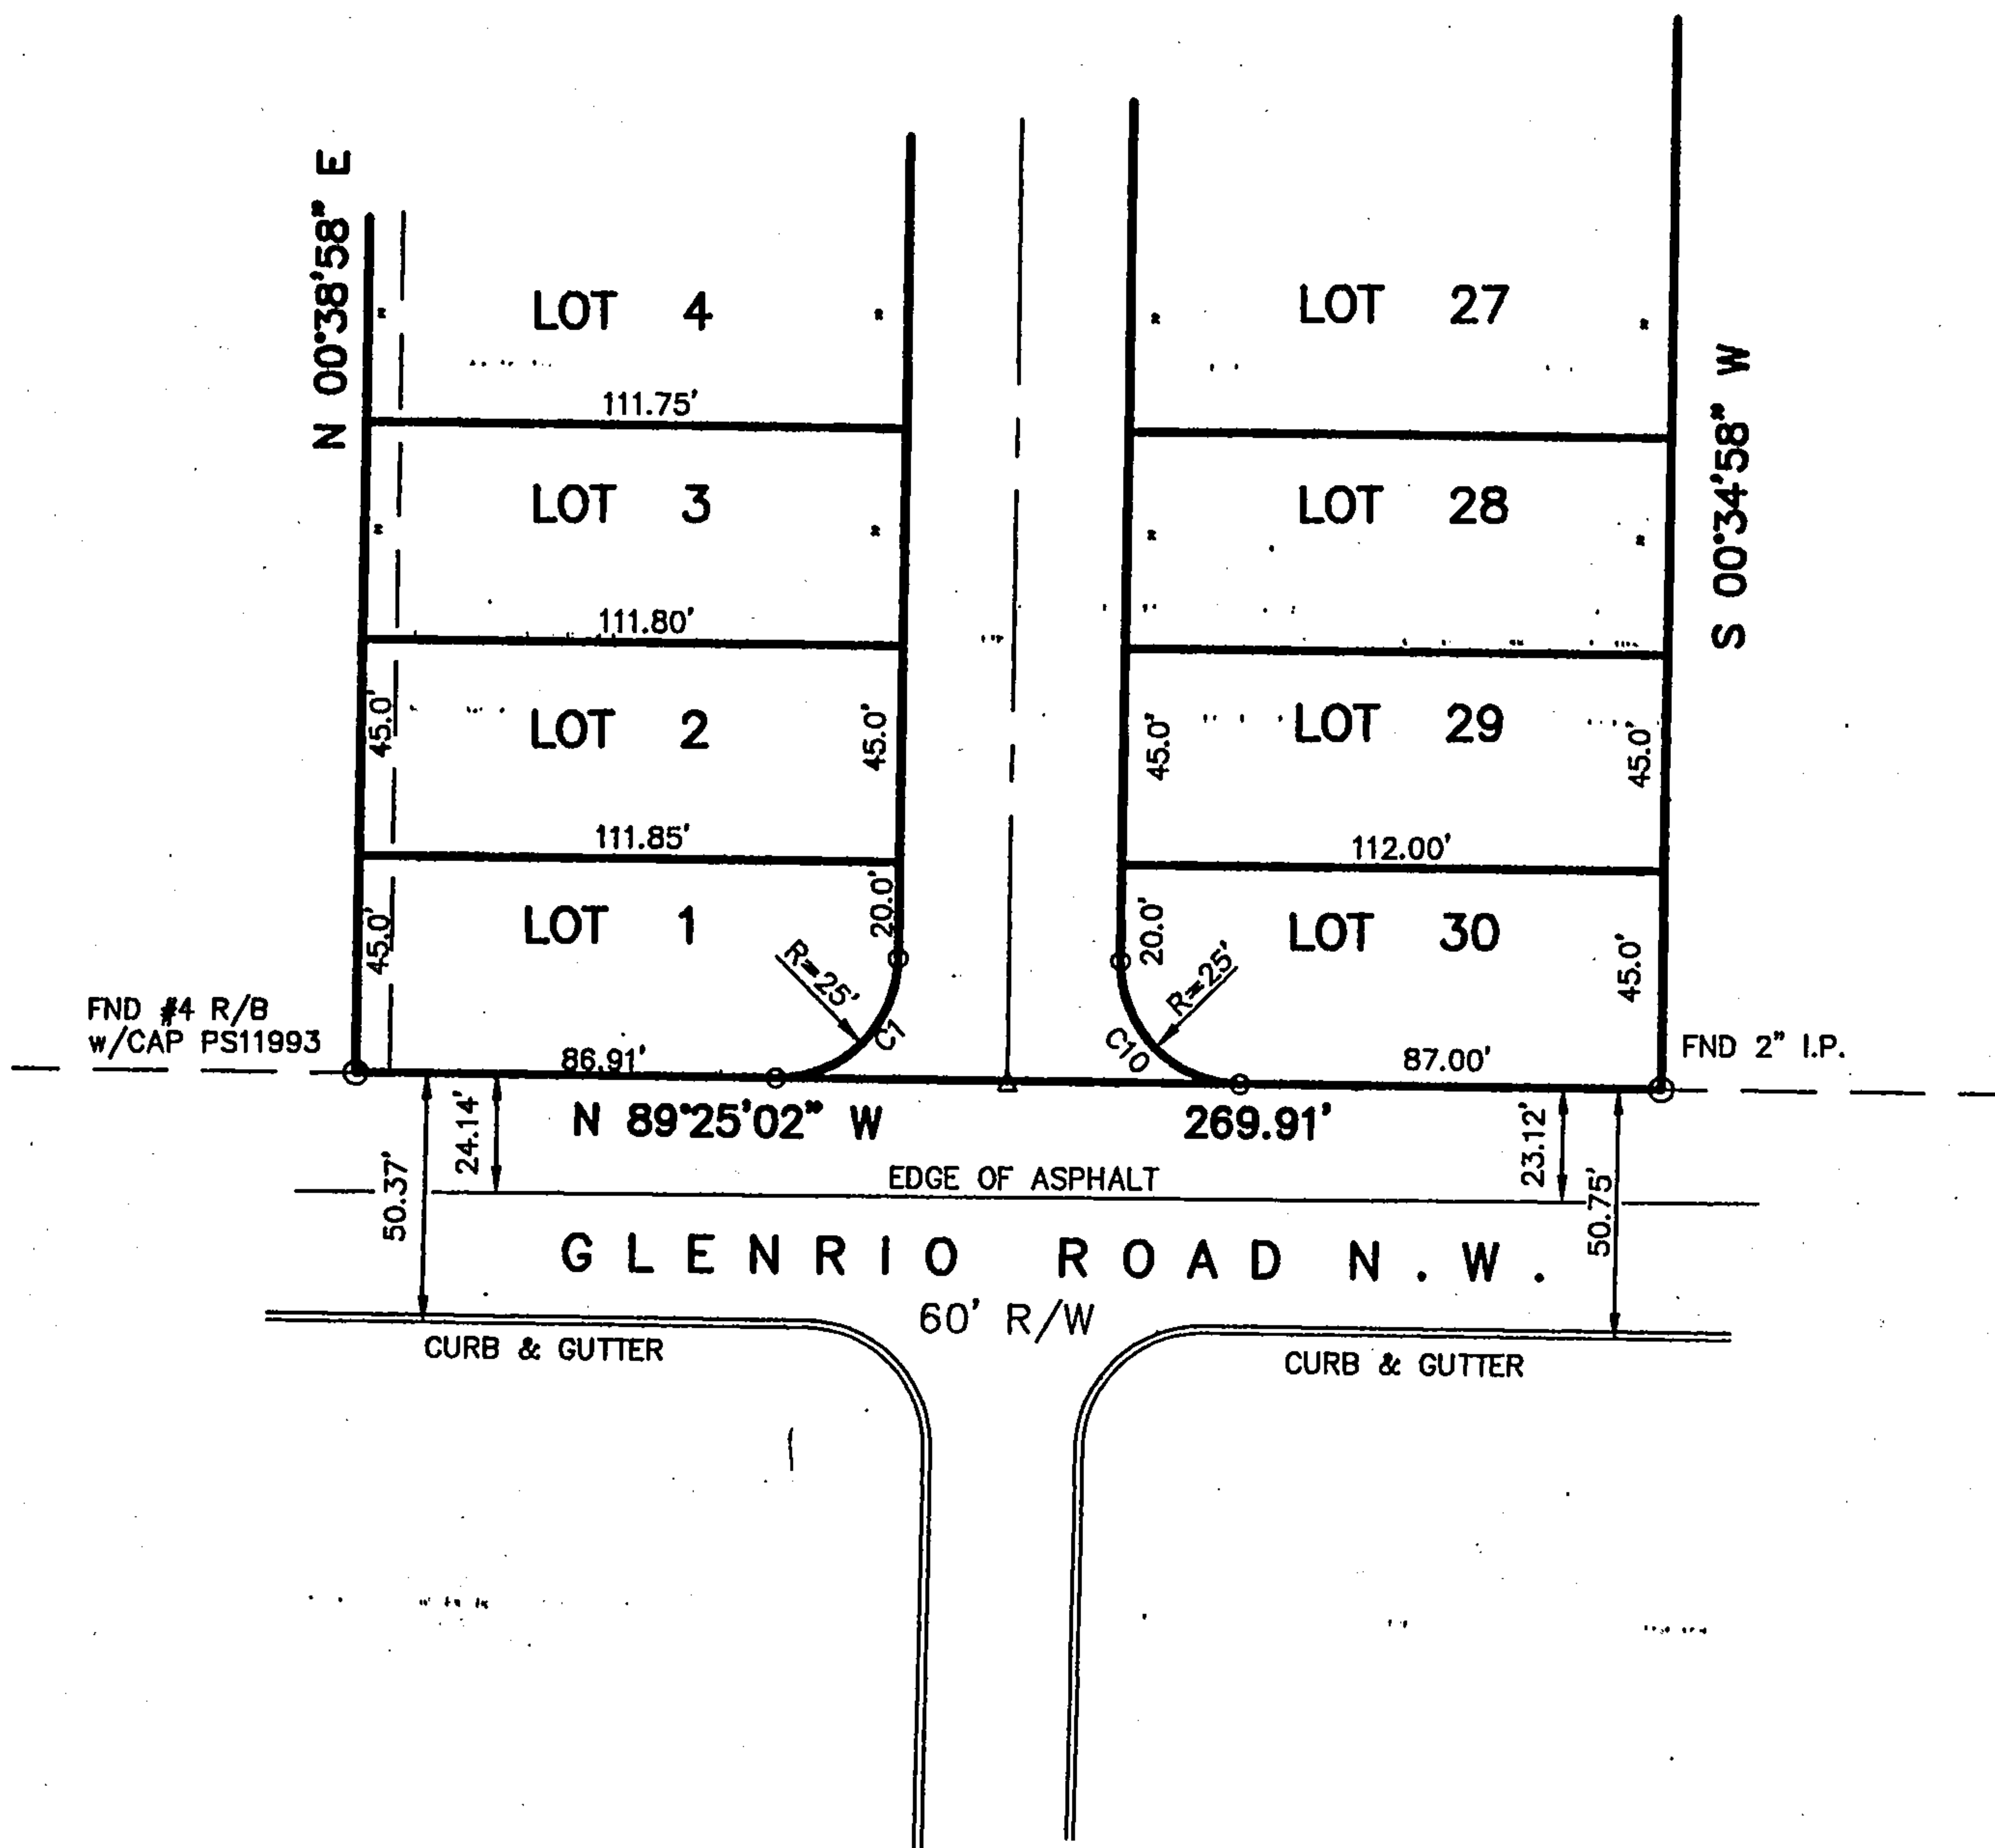 N 00°38'58" E
LOT 4
LOT 27
111.75'
S 00°34'58" W
LOT 3
LOT 28
111.80'
45.0'
LOT 2
45.0'
45.0'
LOT 29
45.0'
111.85'
112.00'
45.0'
LOT 1
20.0'
20.0'
LOT 30
45.0'
R=25'
R=25'
FND #4 R/B
w/CAP PS11993
C10
FND 2" I.P.
86.91'
87.00'
N 89°25'02" W 269.91'
24.14'
23.12'
50.37'
EDGE OF ASPHALT
50.75'
GLENRIO ROAD N.W.
60' R/W
CURB & GUTTER
CURB & GUTTER